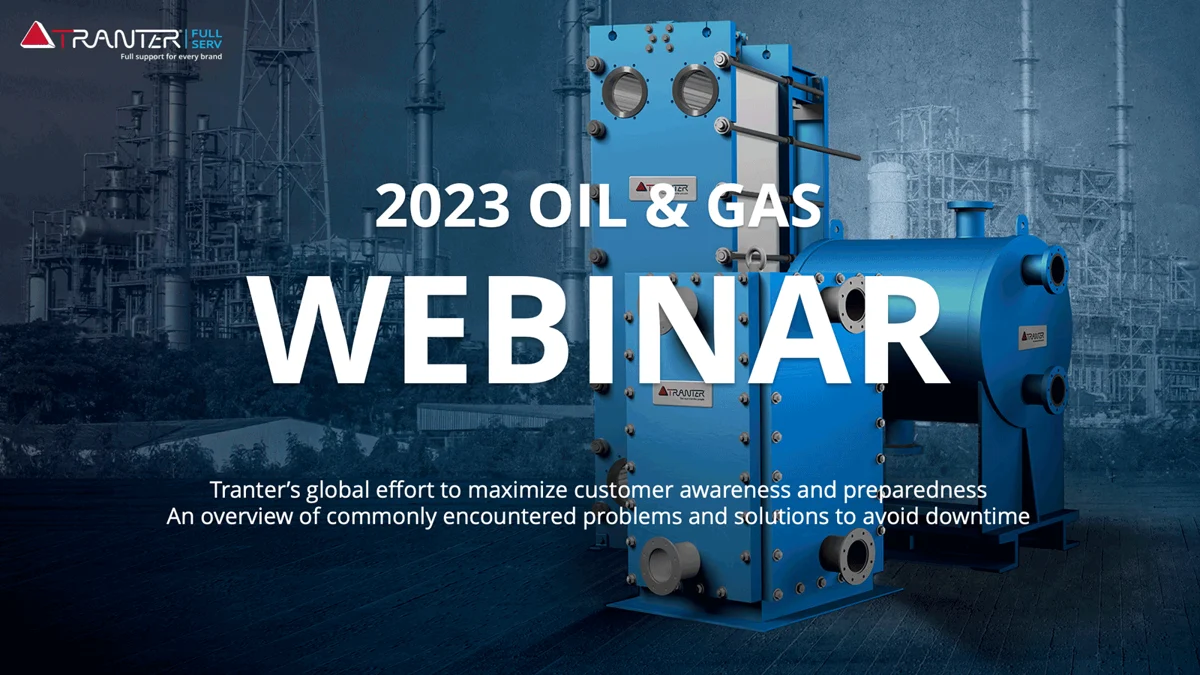 TRANTER FULL
SERV
Full support for every brand
TRANTER
2023 OIL & GAS
WEBINAR
TRANTER
TRANTER
Tranter’s global effort to maximize customer awareness and preparedness
An overview of commonly encountered problems and solutions to avoid downtime